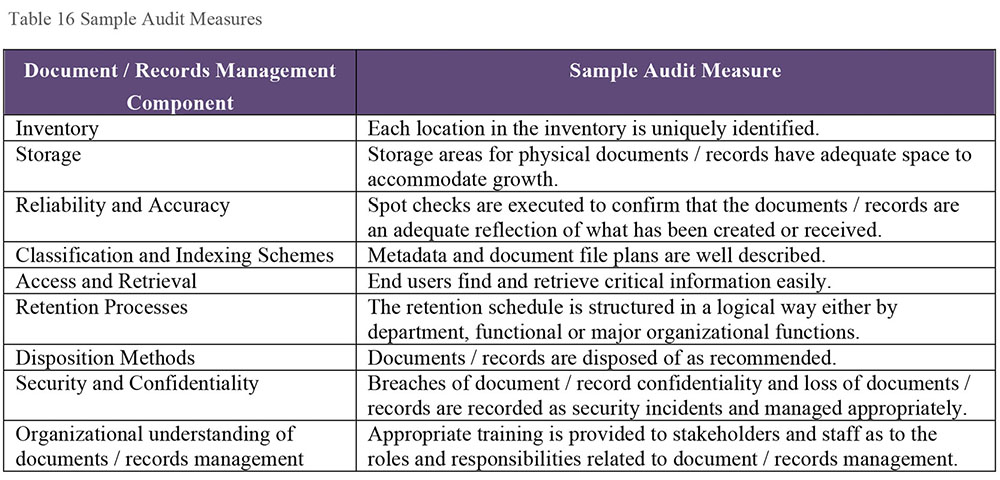 Table 16 Sample Audit Measures
Document / Records Management Component
Sample Audit Measure
Inventory
Each location in the inventory is uniquely identified.
Storage
Storage areas for physical documents / records have adequate space to
accommodate growth.
Reliability and Accuracy
Spot checks are executed to confirm that the documents / records are
an adequate reflection of what has been created or received.
Classification and Indexing Schemes
Metadata and document file plans are well described.
Access and Retrieval
End users find and retrieve critical information easily.
Retention Processes
The retention schedule is structured in a logical way either by
department, functional or major organizational functions.
Disposition Methods
Documents / records are disposed of as recommended.
Security and Confidentiality
Breaches of document / record confidentiality and loss of documents /
records are recorded as security incidents and managed appropriately.
Organizational understanding of
documents / records management
Appropriate training is provided to stakeholders and staff as to the
roles and responsibilities related to document / records management.